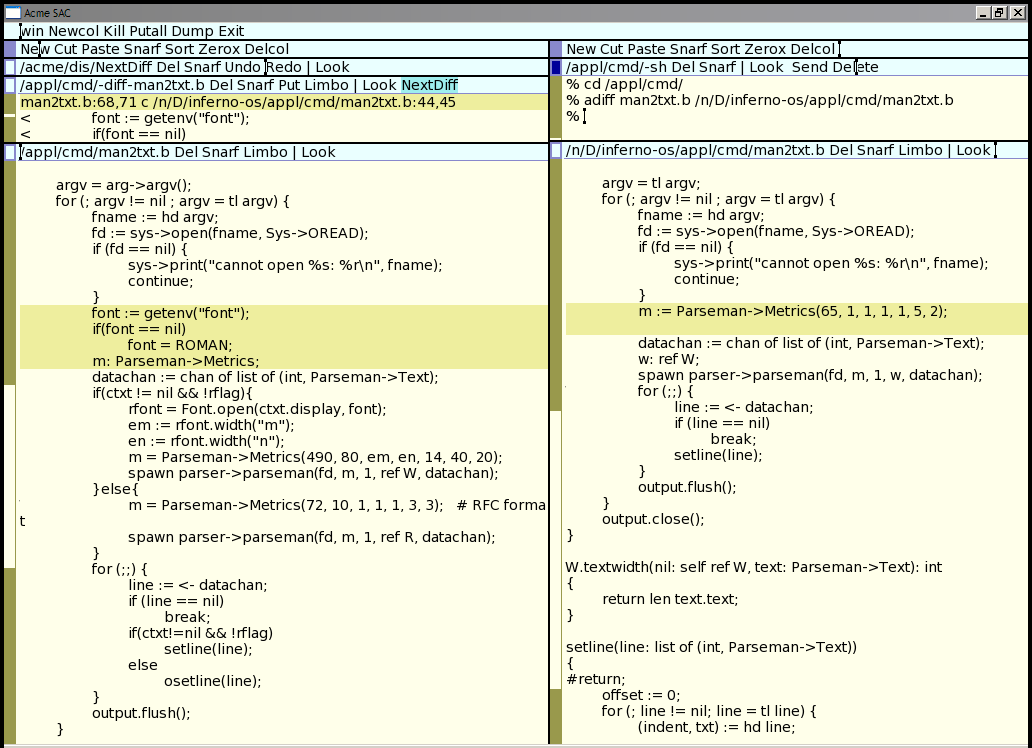 Acme SAC
win Newcol Kill Putall Dump Exit
New Cut Paste Snarf Sort Zerox Delcol
/acme/dis/NextDiff Del Snarf Undo Redo | Look
/appl/cmd/-diff-man2txt.b Del Snarf Put Limbo | Look NextDiff
man2txt.b:68,71 c /n/D/inferno-os/appl/cmd/man2txt.b:44,45
<		font := getenv("font");
<		if(font == nil)
/appl/cmd/man2txt.b Del Snarf Limbo | Look
	argv = arg->argv();
	for (; argv != nil ; argv = tl argv) {
		fname := hd argv;
		fd := sys->open(fname, Sys->OREAD);
		if (fd == nil) {
			sys->print("cannot open %s: %r\n", fname);
			continue;
		}
		font := getenv("font");
		if(font == nil)
			font = ROMAN;
		m: Parseman->Metrics;
		datachan := chan of list of (int, Parseman->Text);
		if(ctxt != nil && !rflag){
			rfont = Font.open(ctxt.display, font);
			em := rfont.width("m");
			en := rfont.width("n");
			m = Parseman->Metrics(490, 80, em, en, 14, 40, 20);
			spawn parser->parseman(fd, m, 1, ref W, datachan);
		}else{
			m = Parseman->Metrics(72, 10, 1, 1, 1, 3, 3);	# RFC forma
t
			spawn parser->parseman(fd, m, 1, ref R, datachan);
		}
		for (;;) {
			line := <- datachan;
			if (line == nil)
				break;
			if(ctxt!=nil && !rflag)
				setline(line);
			else
				osetline(line);
		}
		output.flush();
	}
New Cut Paste Snarf Sort Zerox Delcol
/appl/cmd/-sh Del Snarf | Look  Send Delete
% cd /appl/cmd/
% adiff man2txt.b /n/D/inferno-os/appl/cmd/man2txt.b
%
/n/D/inferno-os/appl/cmd/man2txt.b Del Snarf Limbo | Look
	argv = tl argv;
	for (; argv != nil ; argv = tl argv) {
		fname := hd argv;
		fd := sys->open(fname, Sys->OREAD);
		if (fd == nil) {
			sys->print("cannot open %s: %r\n", fname);
			continue;
		}
		m := Parseman->Metrics(65, 1, 1, 1, 1, 5, 2);
		datachan := chan of list of (int, Parseman->Text);
		w: ref W;
		spawn parser->parseman(fd, m, 1, w, datachan);
		for (;;) {
			line := <- datachan;
			if (line == nil)
				break;
			setline(line);
		}
		output.flush();
	}
	output.close();
}
W.textwidth(nil: self ref W, text: Parseman->Text): int
{
	return len text.text;
}
setline(line: list of (int, Parseman->Text))
{
#return;
	offset := 0;
	for (; line != nil; line = tl line) {
		(indent, txt) := hd line;